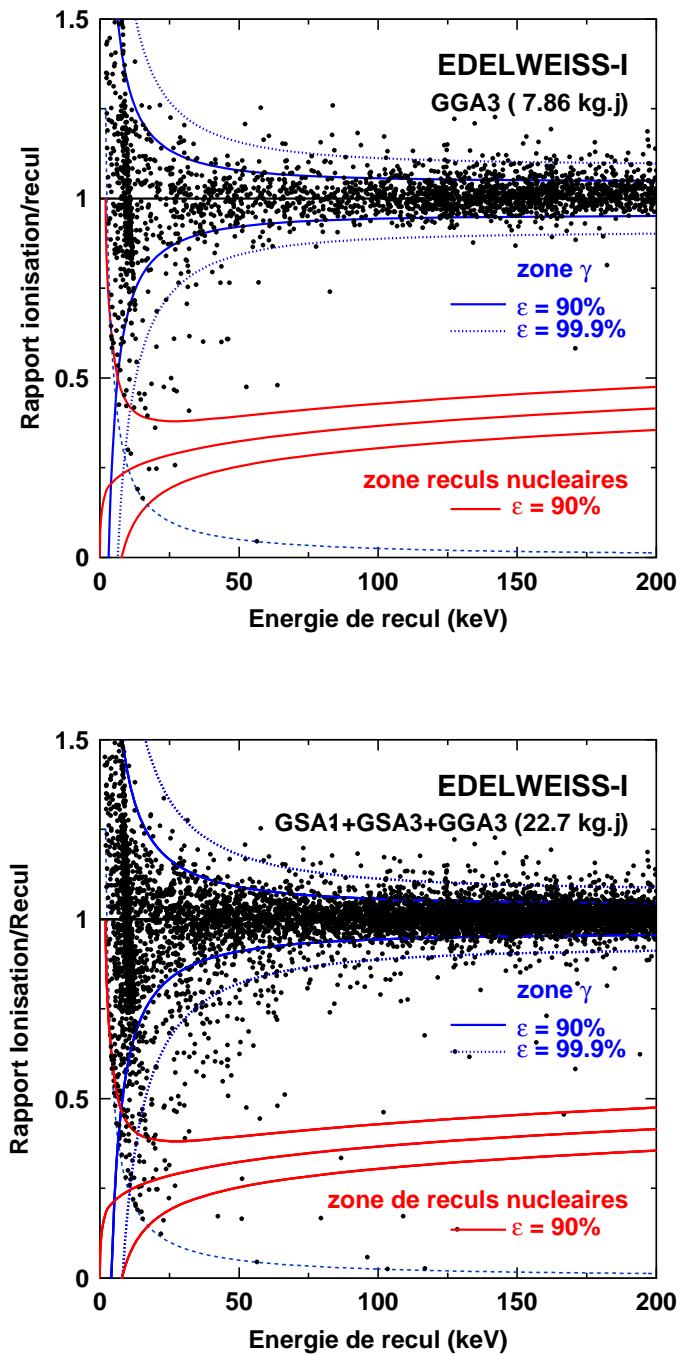 1.5
EDELWEISS-I
GGA3 ( 7.86 kg.j)
1
zone γ
ε = 90%
ε = 99.9%
0.5
zone reculs nucleaires
ε = 90%
0
0
50
100
150
200
Rapport ionisation/recul
Energie de recul (keV)
1.5
EDELWEISS-I
GSA1+GSA3+GGA3 (22.7 kg.j)
1
zone γ
ε = 90%
ε = 99.9%
0.5
zone de reculs nucleaires
ε = 90%
0
0
50
100
150
200
Rapport Ionisation/Recul
Energie de recul (keV)